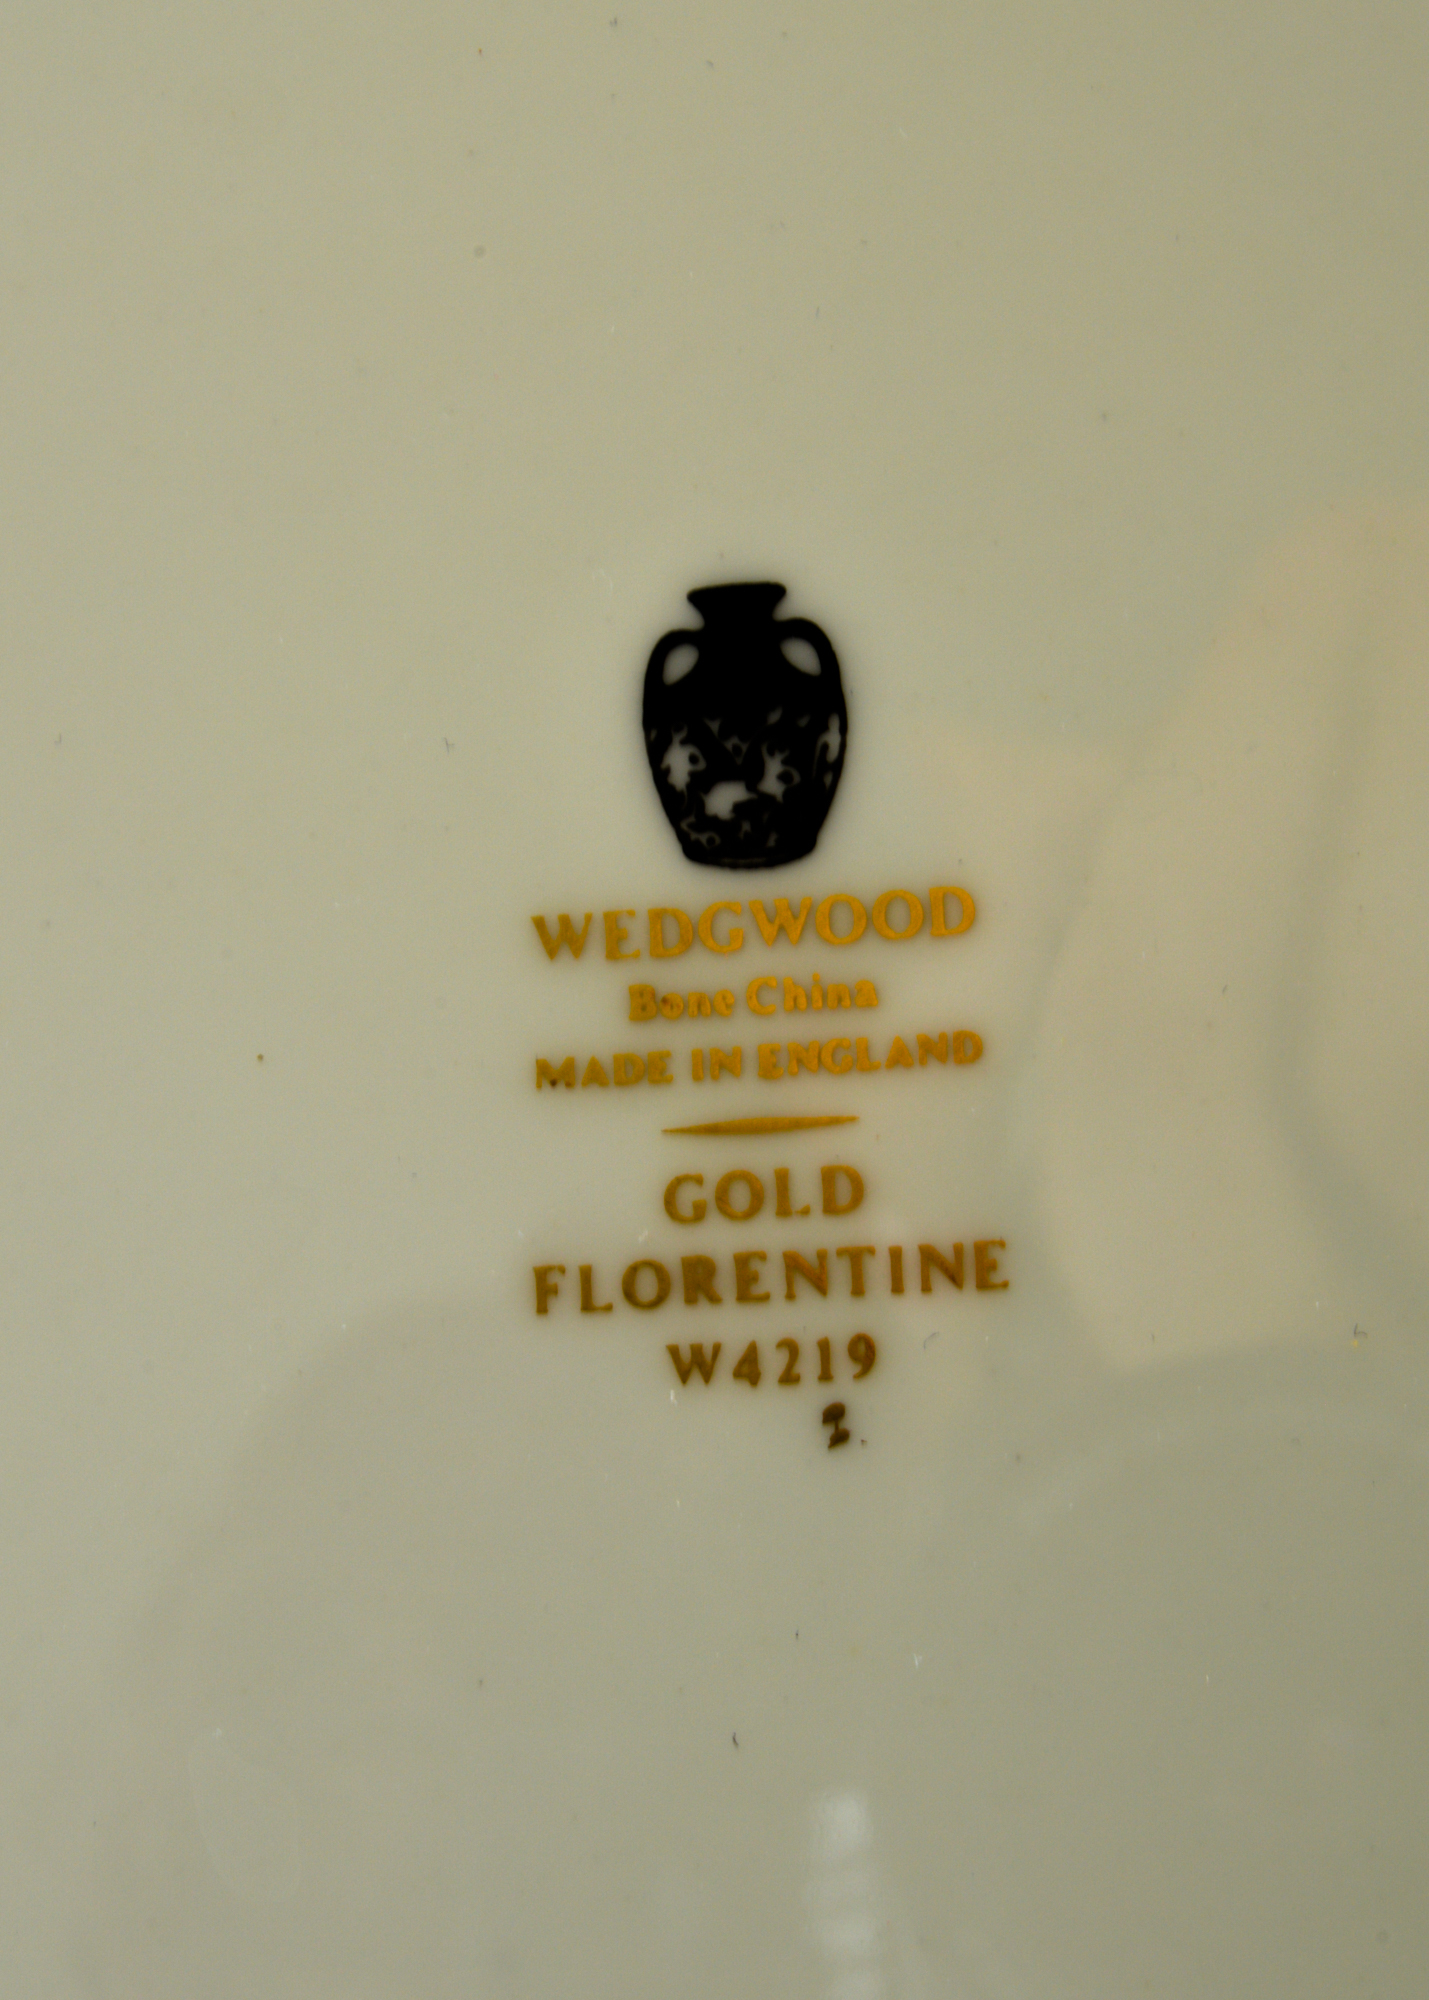 WEDGWOOD
Bone China
MADE IN ENGLAND
GOLD
FLORENTINE
W4219